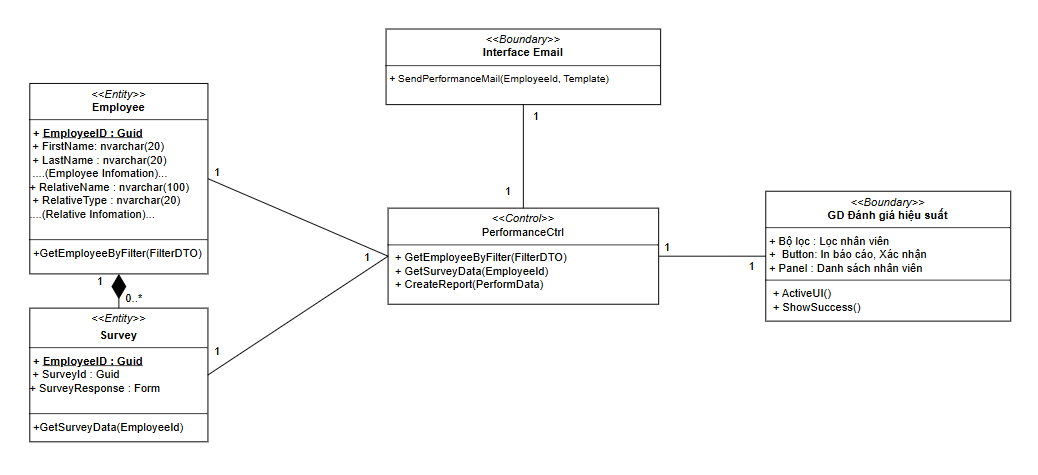 <<Boundary>>
Interface Email
+ SendPerformanceMail(EmployeeId, Template)
1
1
<<Entity>>
Employee
+ EmployeeID : Guid
+ FirstName: nvarchar(20)
+ LastName : nvarchar(20)
....(Employee Infomation)...
+ RelativeName : nvarchar(100)
+ RelativeType : nvarchar(20)
....(Relative Infomation)...
+GetEmployeeByFilter(FilterDTO)
1
1
0..*
<<Control>>
PerformanceCtrl
+ GetEmployeeByFilter(FilterDTO)
+ GetSurveyData(EmployeeId)
+ CreateReport(PerformData)
1
1
1
<<Boundary>>
GD Đánh giá hiệu suất
+ Bộ lọc : Lọc nhân viên
+ Button: In báo cáo, Xác nhận
+ Panel : Danh sách nhân viên
+ ActiveUI()
+ ShowSuccess()
<<Entity>>
Survey
+ EmployeeID : Guid
+ SurveyId : Guid
+ SurveyResponse : Form
+GetSurveyData(EmployeeId)
1